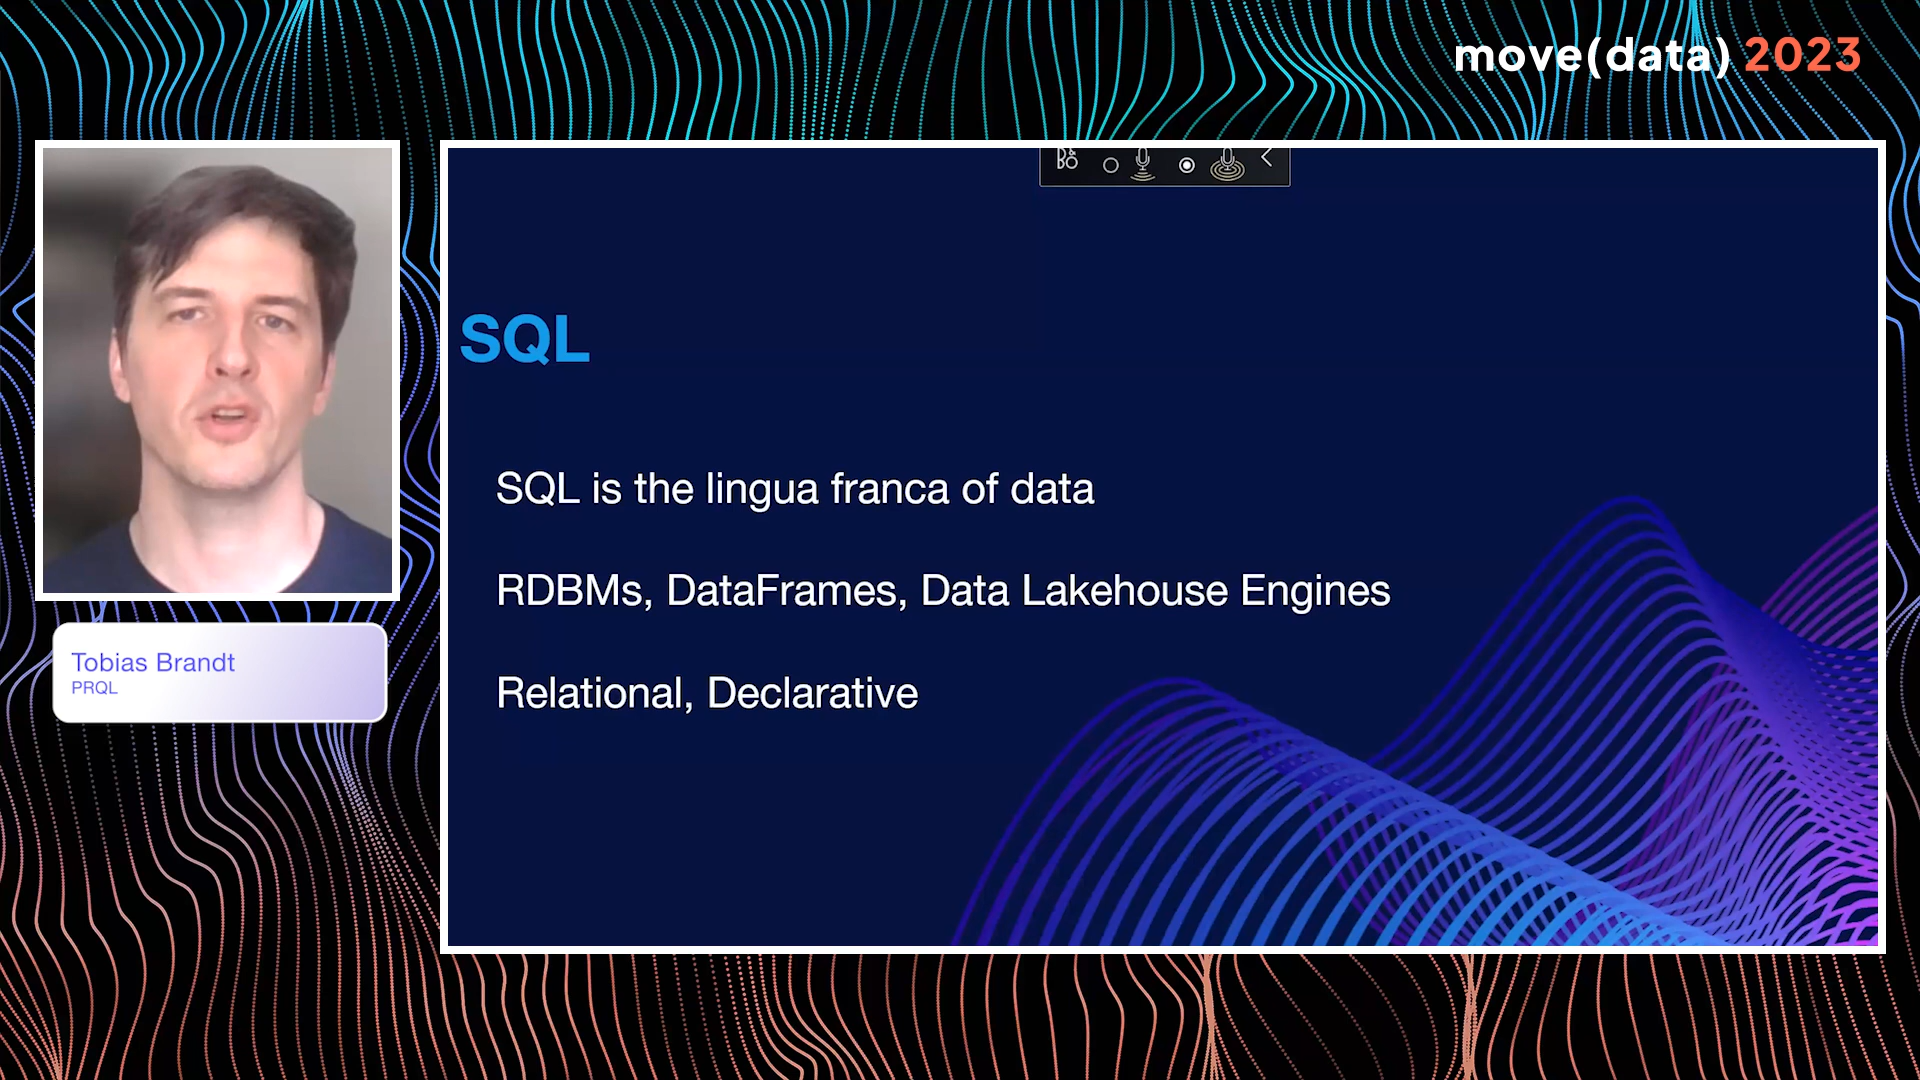 move(data) 2023
SQL
SQL is the lingua franca of data
RDBMs, DataFrames, Data Lakehouse Engines
Relational, Declarative
Tobias Brandt
PRQL